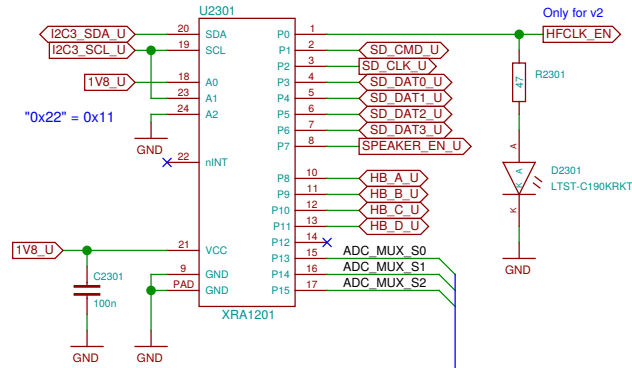 U2301
Only for v2
I2C3_SDA_U 20 SDA P0 1 HFCLK_EN
I2C3_SCL_U 19 SCL P1 2 SD_CMD_U
P2 3 SD_CLK_U
1V8_U 18 A0 P3 4 SD_DAT0_U
23 A1 P4 5 SD_DAT1_U
24 A2 P5 6 SD_DAT2_U
"0x22" = 0x11
P6 7 SD_DAT3_U
P7 8 SPEAKER_EN_U
GND
22 nINT
R2301
47
P8 10 HB_A_U
P9 11 HB_B_U
P10 12 HB_C_U
P11 13 HB_D_U
P12 14
A
A
K
K
D2301
LTST-C190KRKT
GND
1V8_U 21 VCC P13 15 ADC_MUX_S0
9 GND P14 16 ADC_MUX_S1
PAD GND P15 17 ADC_MUX_S2
C2301
100n
XRA1201
GND
GND